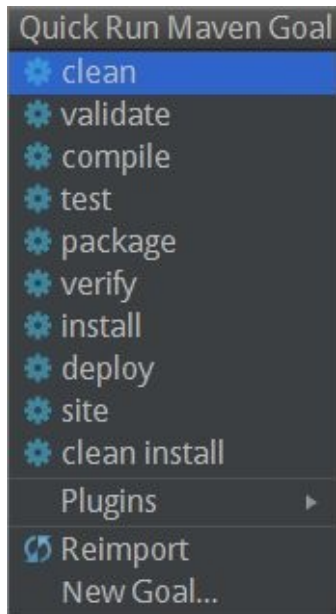 Quick Run Maven Goal
clean
validate
compile
test
package
verify
install
deploy
site
clean install
Plugins
Reimport
New Goal...